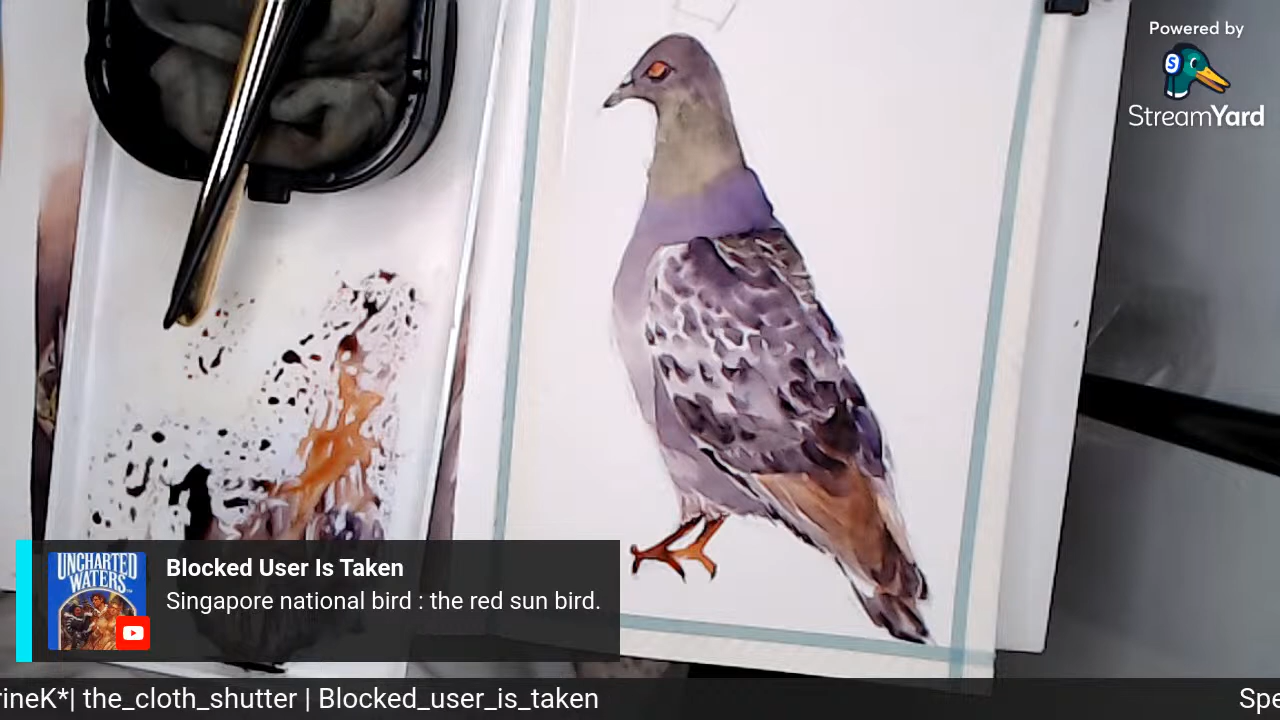 Powered by
StreamYard
UNCHARTED
WATERS
Blocked User Is Taken
Singapore national bird : the red sun bird.
rineK*| the_cloth_shutter | Blocked_user_is_taken
Spe